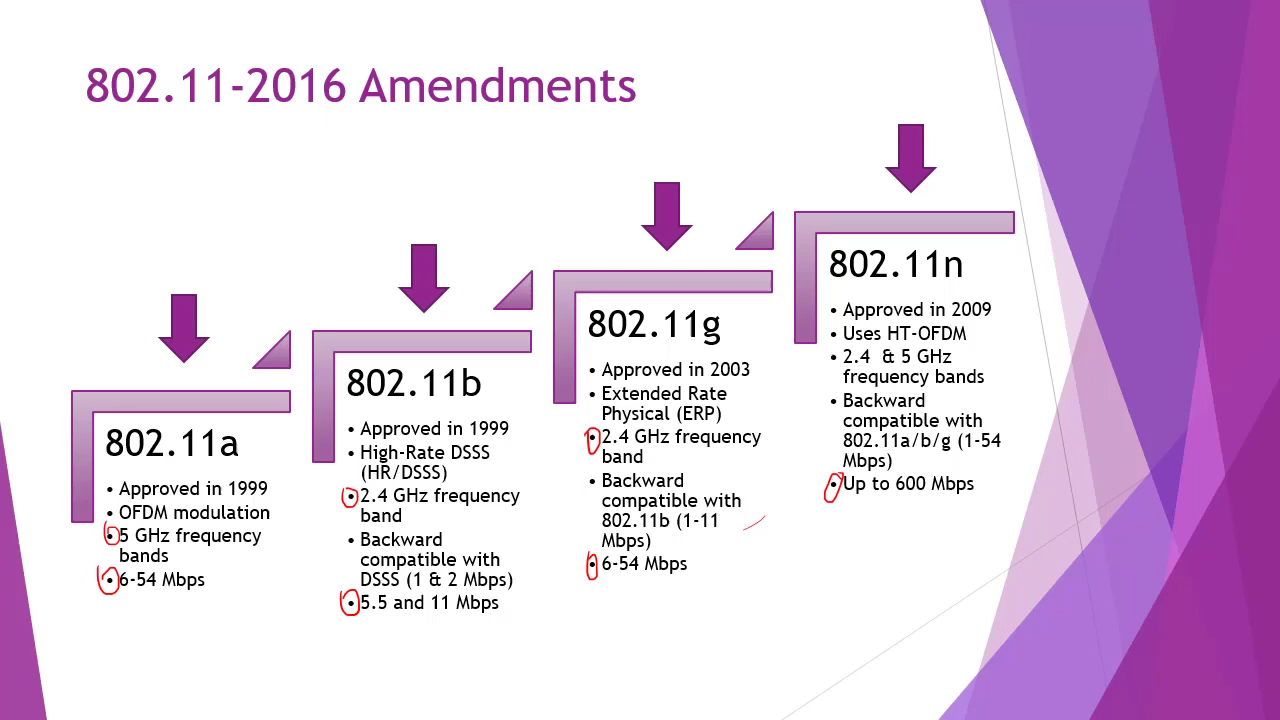 802.11-2016 Amendments
802.11a
• Approved in 1999
• OFDM modulation
• 5 GHz frequency
bands
• 6-54 Mbps
802.11b
• Approved in 1999
• High-Rate DSSS
(HR/DSSS)
• 2.4 GHz frequency
band
• Backward
compatible with
DSSS (1 & 2 Mbps)
• 5.5 and 11 Mbps
802.11g
• Approved in 2003
• Extended Rate
Physical (ERP)
• 2.4 GHz frequency
band
• Backward
compatible with
802.11b (1-11
Mbps)
• 6-54 Mbps
802.11n
• Approved in 2009
• Uses HT-OFDM
• 2.4 & 5 GHz
frequency bands
• Backward
compatible with
802.11a/b/g (1-54
Mbps)
• Up to 600 Mbps